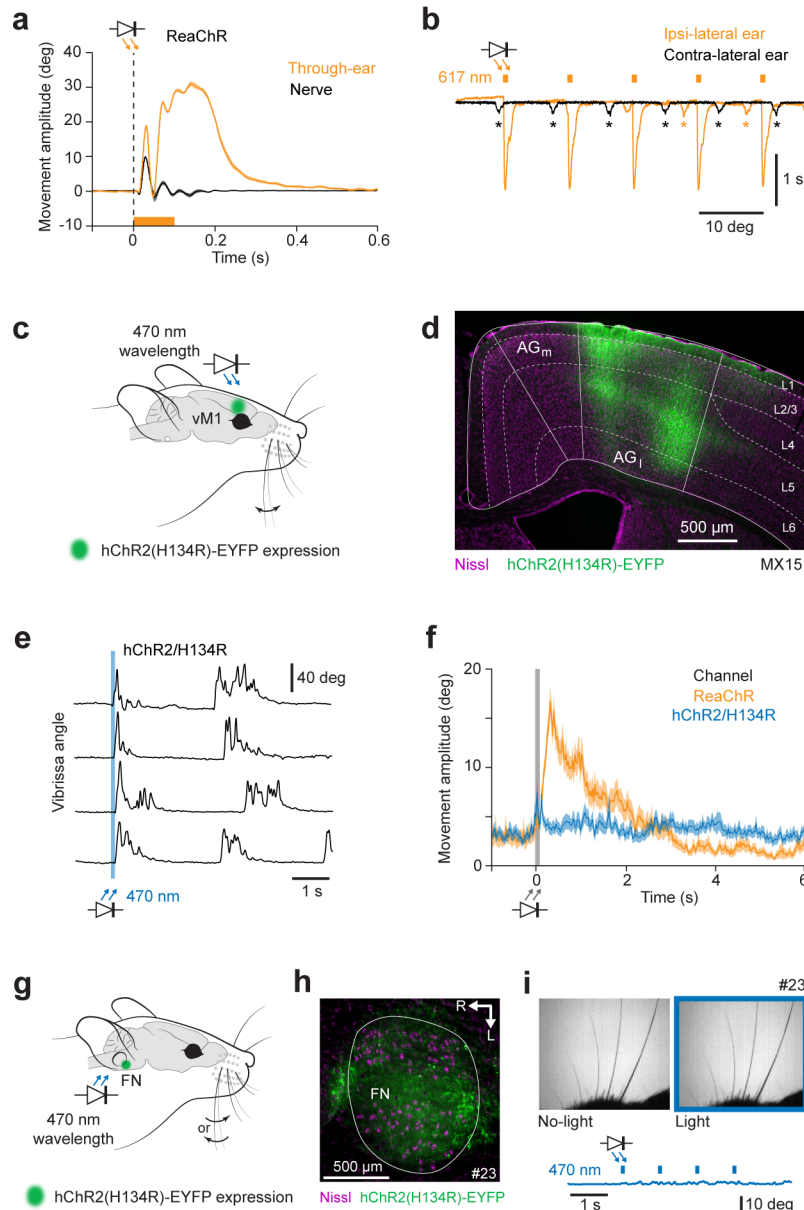 a
ReaChR
Through-ear
Nerve
Movement amplitude (deg)
40
30
20
10
0
-10
0
0.2
0.4
0.6
Time (s)
b
Ipsi-lateral ear
Contra-lateral ear
617 nm
* * * * * * * *
1 s
10 deg
c
470 nm
wavelength
vM1
hChR2(H134R)-EYFP expression
d
AGm
AGl
L1
L2/3
L4
L5
L6
500 µm
Nissl hChR2(H134R)-EYFP MX15
e
hChR2/H134R
40 deg
Vibrissa angle
1 s
470 nm
f
Channel
ReaChR
hChR2/H134R
Movement amplitude (deg)
20
10
0
0
2
4
6
Time (s)
g
FN
470 nm
wavelength
or
hChR2(H134R)-EYFP expression
h
R
L
FN
500 µm
#23
Nissl hChR2(H134R)-EYFP
i
#23
No-light
Light
470 nm
1 s
10 deg